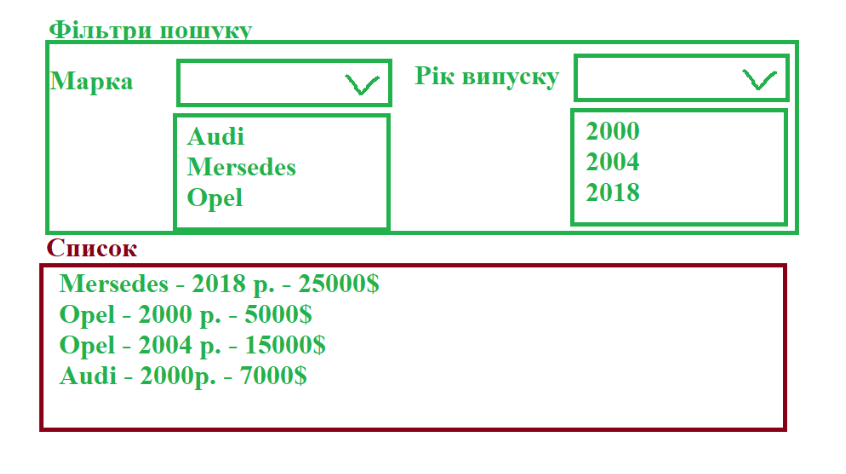 Фільтри пошуку
Марка
Рік випуску
Audi
Mersedes
Opel
2000
2004
2018
Список
Mersedes - 2018 р. - 25000$
Opel - 2000 р. - 5000$
Opel - 2004 р. - 15000$
Audi - 2000р. - 7000$